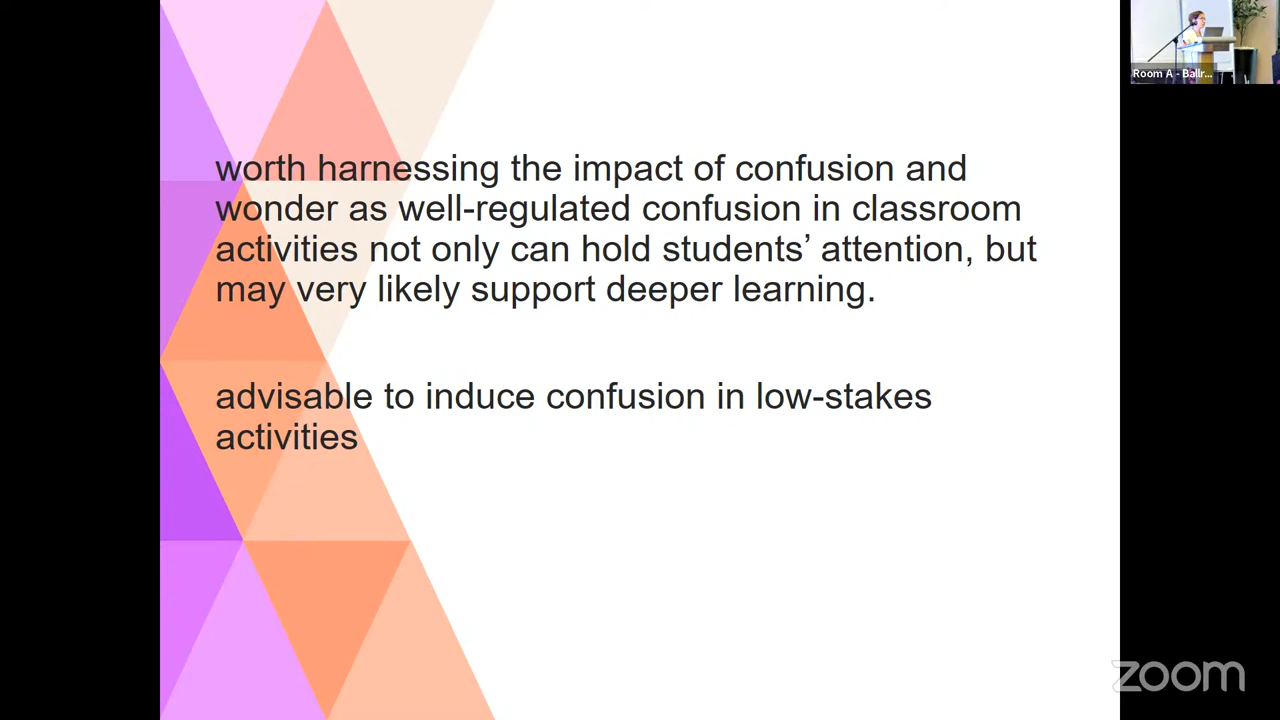 worth harnessing the impact of confusion and
wonder as well-regulated confusion in classroom
activities not only can hold students’ attention, but
may very likely support deeper learning.
advisable to induce confusion in low-stakes
activities
Room A - Ballr...
zoom